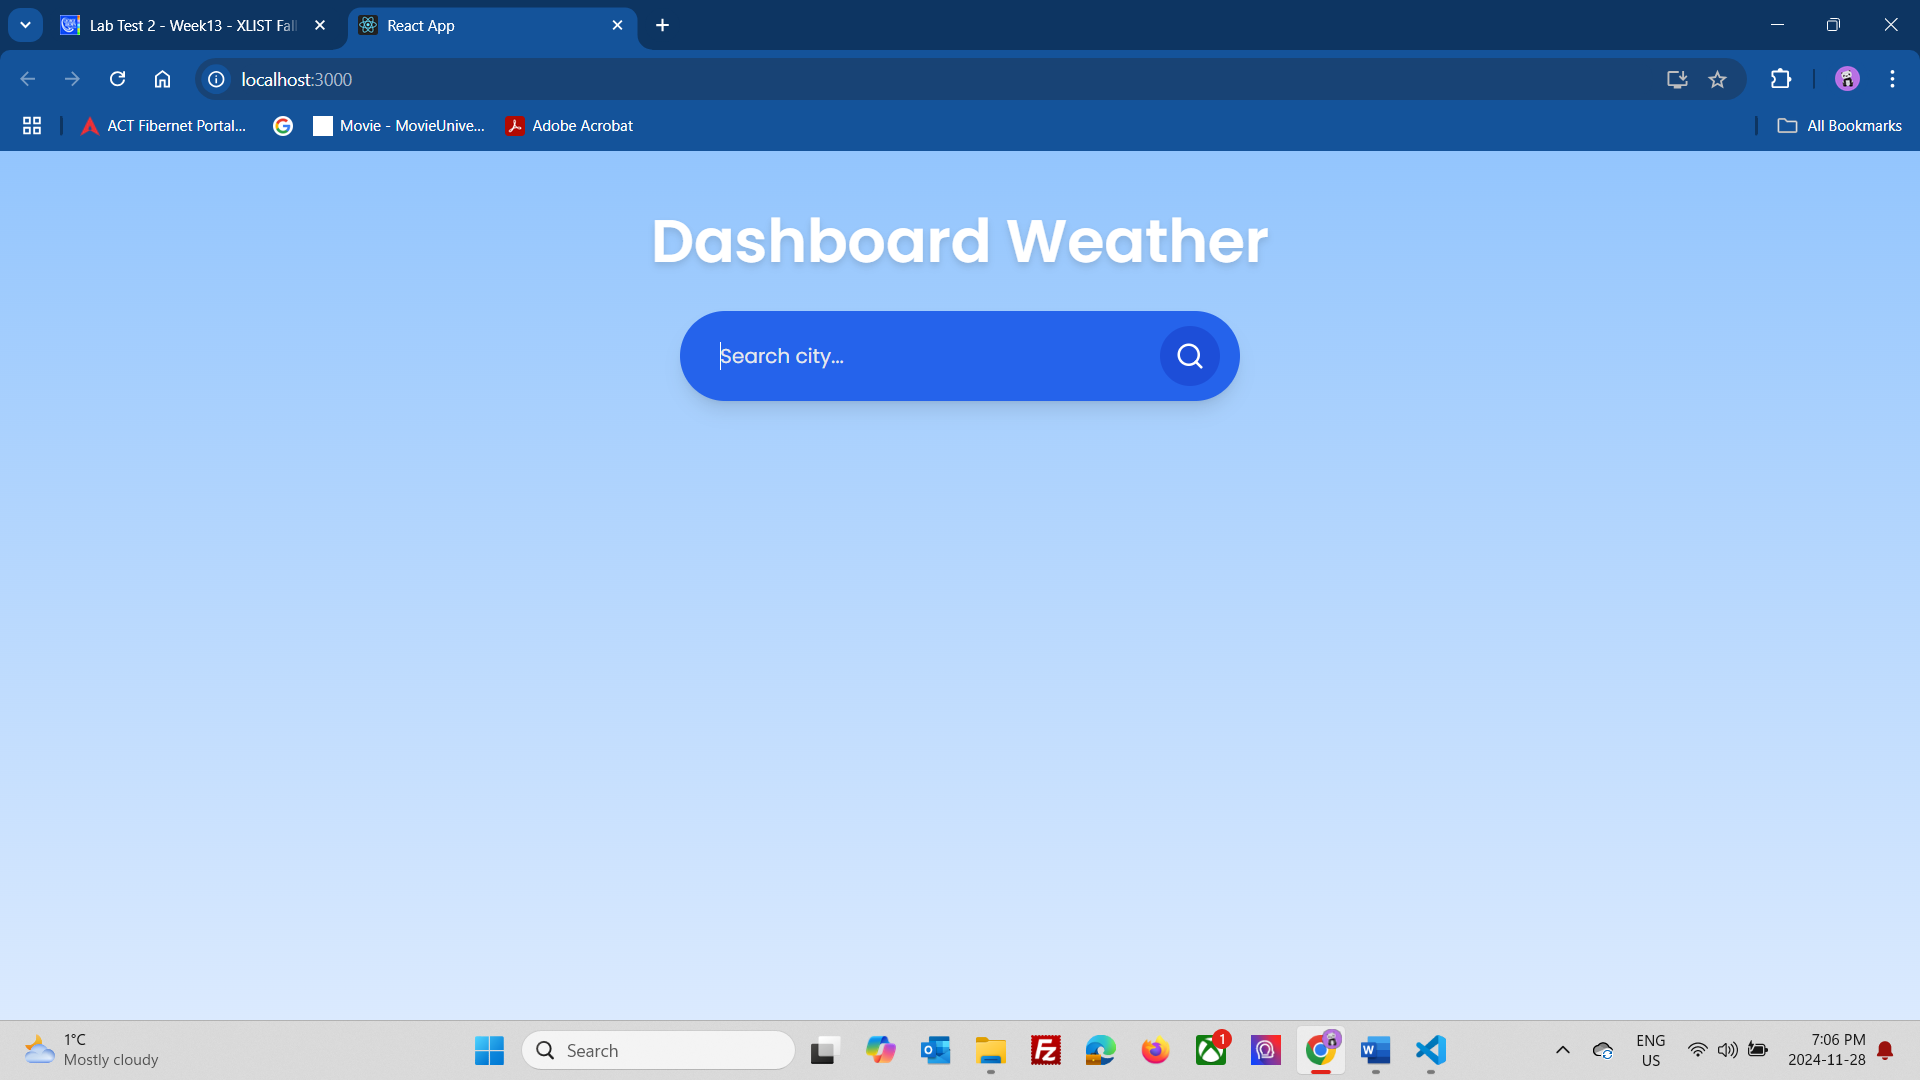 Lab Test 2 - Week13 - XLIST Fall
React App
localhost:3000
ACT Fibernet Portal...
Movie - MovieUnive...
Adobe Acrobat
All Bookmarks
Dashboard Weather
Search city...
1°C
Mostly cloudy
Search
1
ENG
US
7:06 PM
2024-11-28